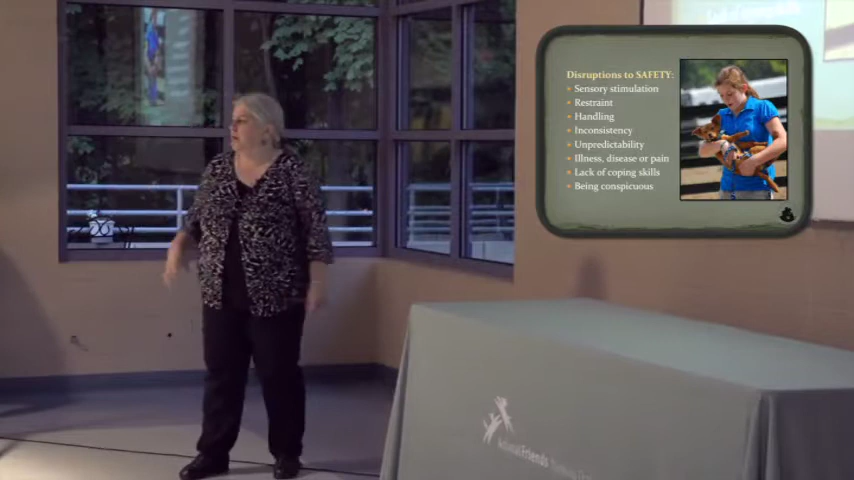 Disruptions to SAFETY:
Sensory stimulation
Restraint
Handling
Inconsistency
Unpredictability
Illness, disease or pain
Lack of coping skills
Being conspicuous
AnimalFriends